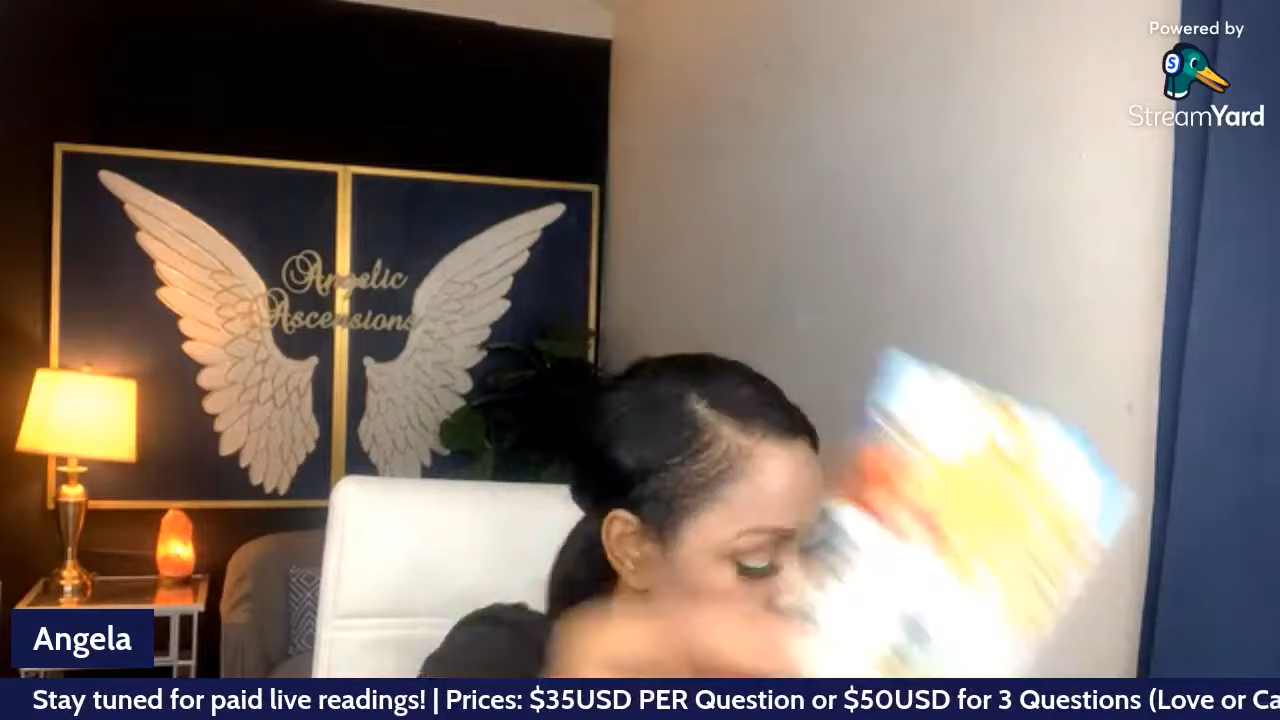 Powered by
S
StreamYard
Angelic
Ascensions
Angela
Stay tuned for paid live readings! | Prices: $35USD PER Question or $50USD for 3 Questions (Love or Ca